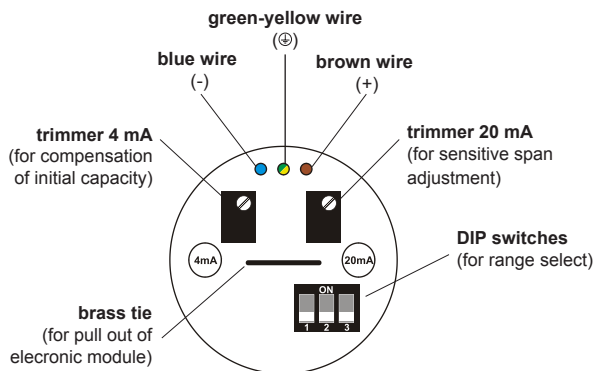 green-yellow wire
(⏚)
blue wire
(-)
brown wire
(+)
trimmer 4 mA
(for compensation
of initial capacity)
trimmer 20 mA
(for sensitive span
adjustment)
4mA
20mA
DIP switches
(for range select)
ON
1 2 3
brass tie
(for pull out of
elecronic module)